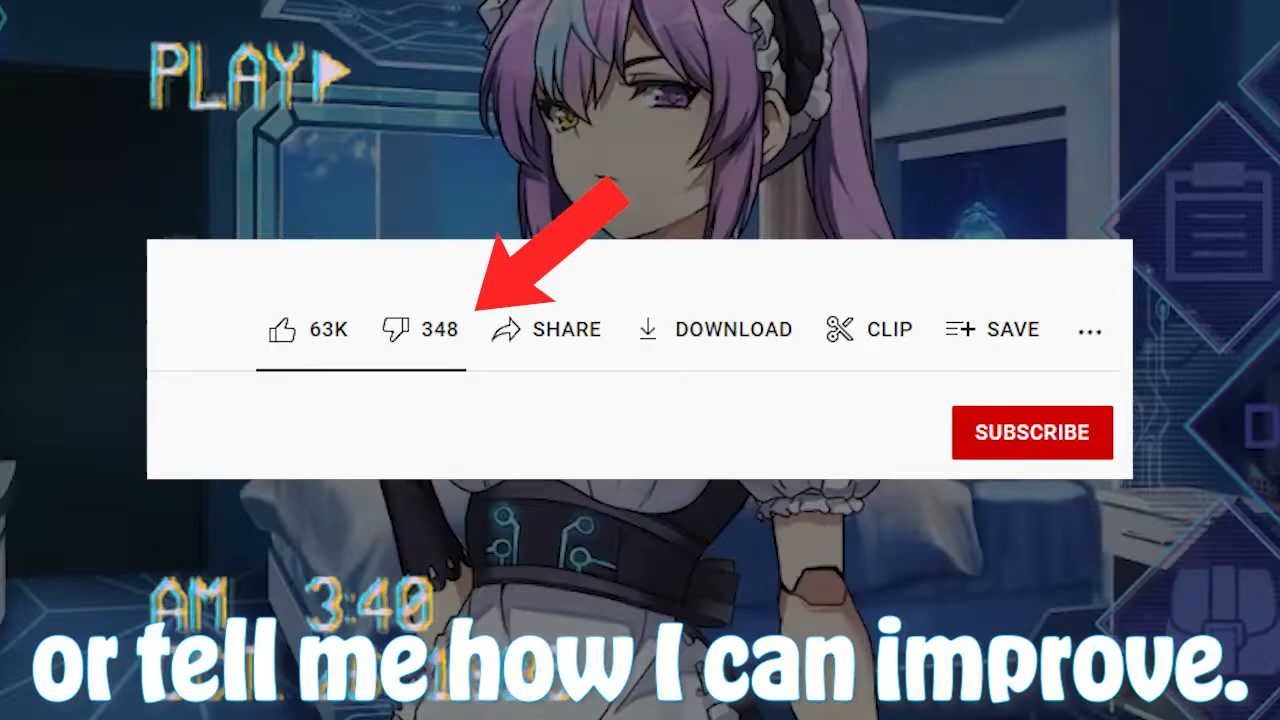 PLAY
63K 348 SHARE DOWNLOAD CLIP SAVE
SUBSCRIBE
AM 3:40
or tell me how I can improve.